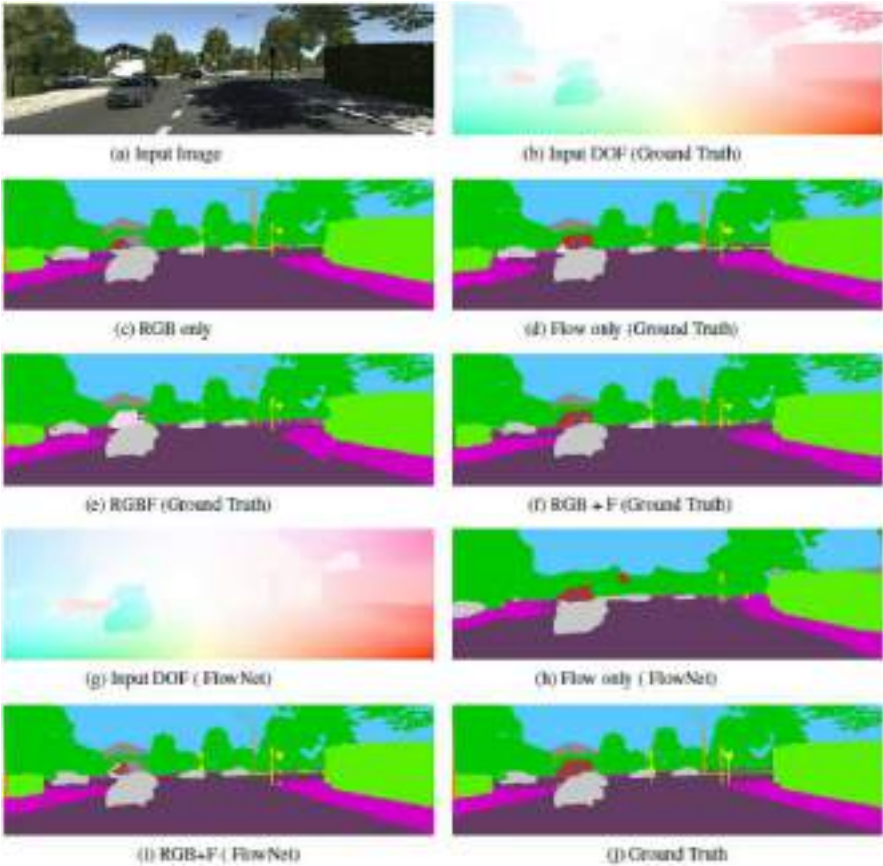 (a) Input Image
(b) Input DOF (Ground Truth)
(c) RGB only
(d) Flow only (Ground Truth)
(e) RGBF (Ground Truth)
(f) RGB +F (Ground Truth)
(g) Input DOF ( FlowNet)
(h) Flow only ( FlowNet)
(i) RGB+F ( FlowNet)
(j) Ground Truth